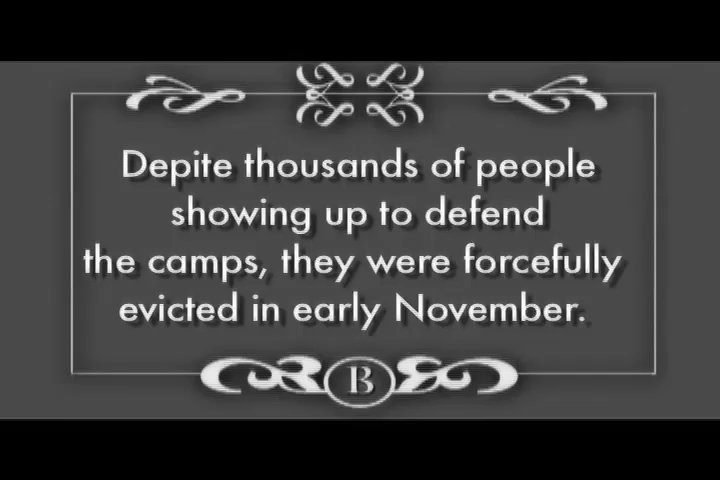 Depite thousands of people
showing up to defend
the camps, they were forcefully
evicted in early November.
B